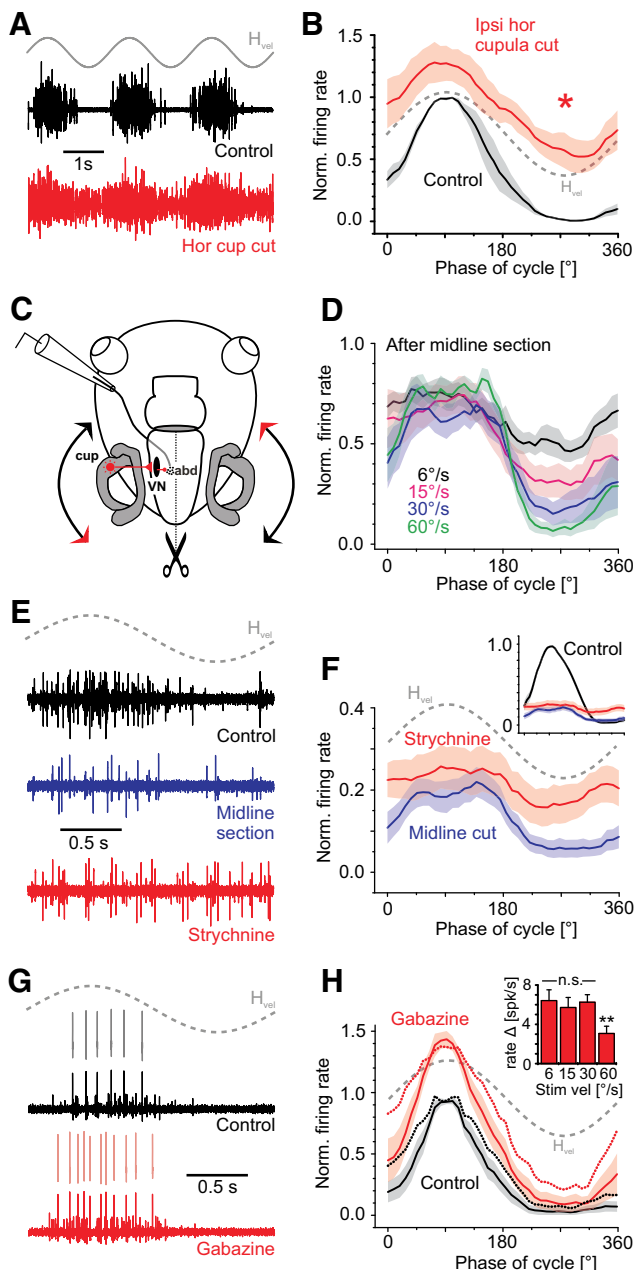 A
H_vel
Control
1s
Hor cup cut
B
Ipsi hor
cupula cut
*
Control
H_vel
Norm. firing rate
1.5
1.0
0.5
0.0
0
180
360
Phase of cycle [°]
C
cup
VN
abd
D
After midline section
Norm. firing rate
1.0
0.5
0.0
6°/s
15°/s
30°/s
60°/s
0
180
360
Phase of cycle [°]
E
H_vel
Control
Midline
section
0.5 s
Strychnine
F
1.0
0
Control
H_vel
Strychnine
Midline cut
Norm. firing rate
0.4
0.2
0.0
0
180
360
Phase of cycle [°]
G
H_vel
Control
0.5 s
Gabazine
H
n.s.
**
rate Δ [spk/s]
8
4
0
6 15 30 60
Stim vel [°/s]
Gabazine
H_vel
Control
Norm. firing rate
1.5
1.0
0.5
0.0
0
180
360
Phase of cycle [°]